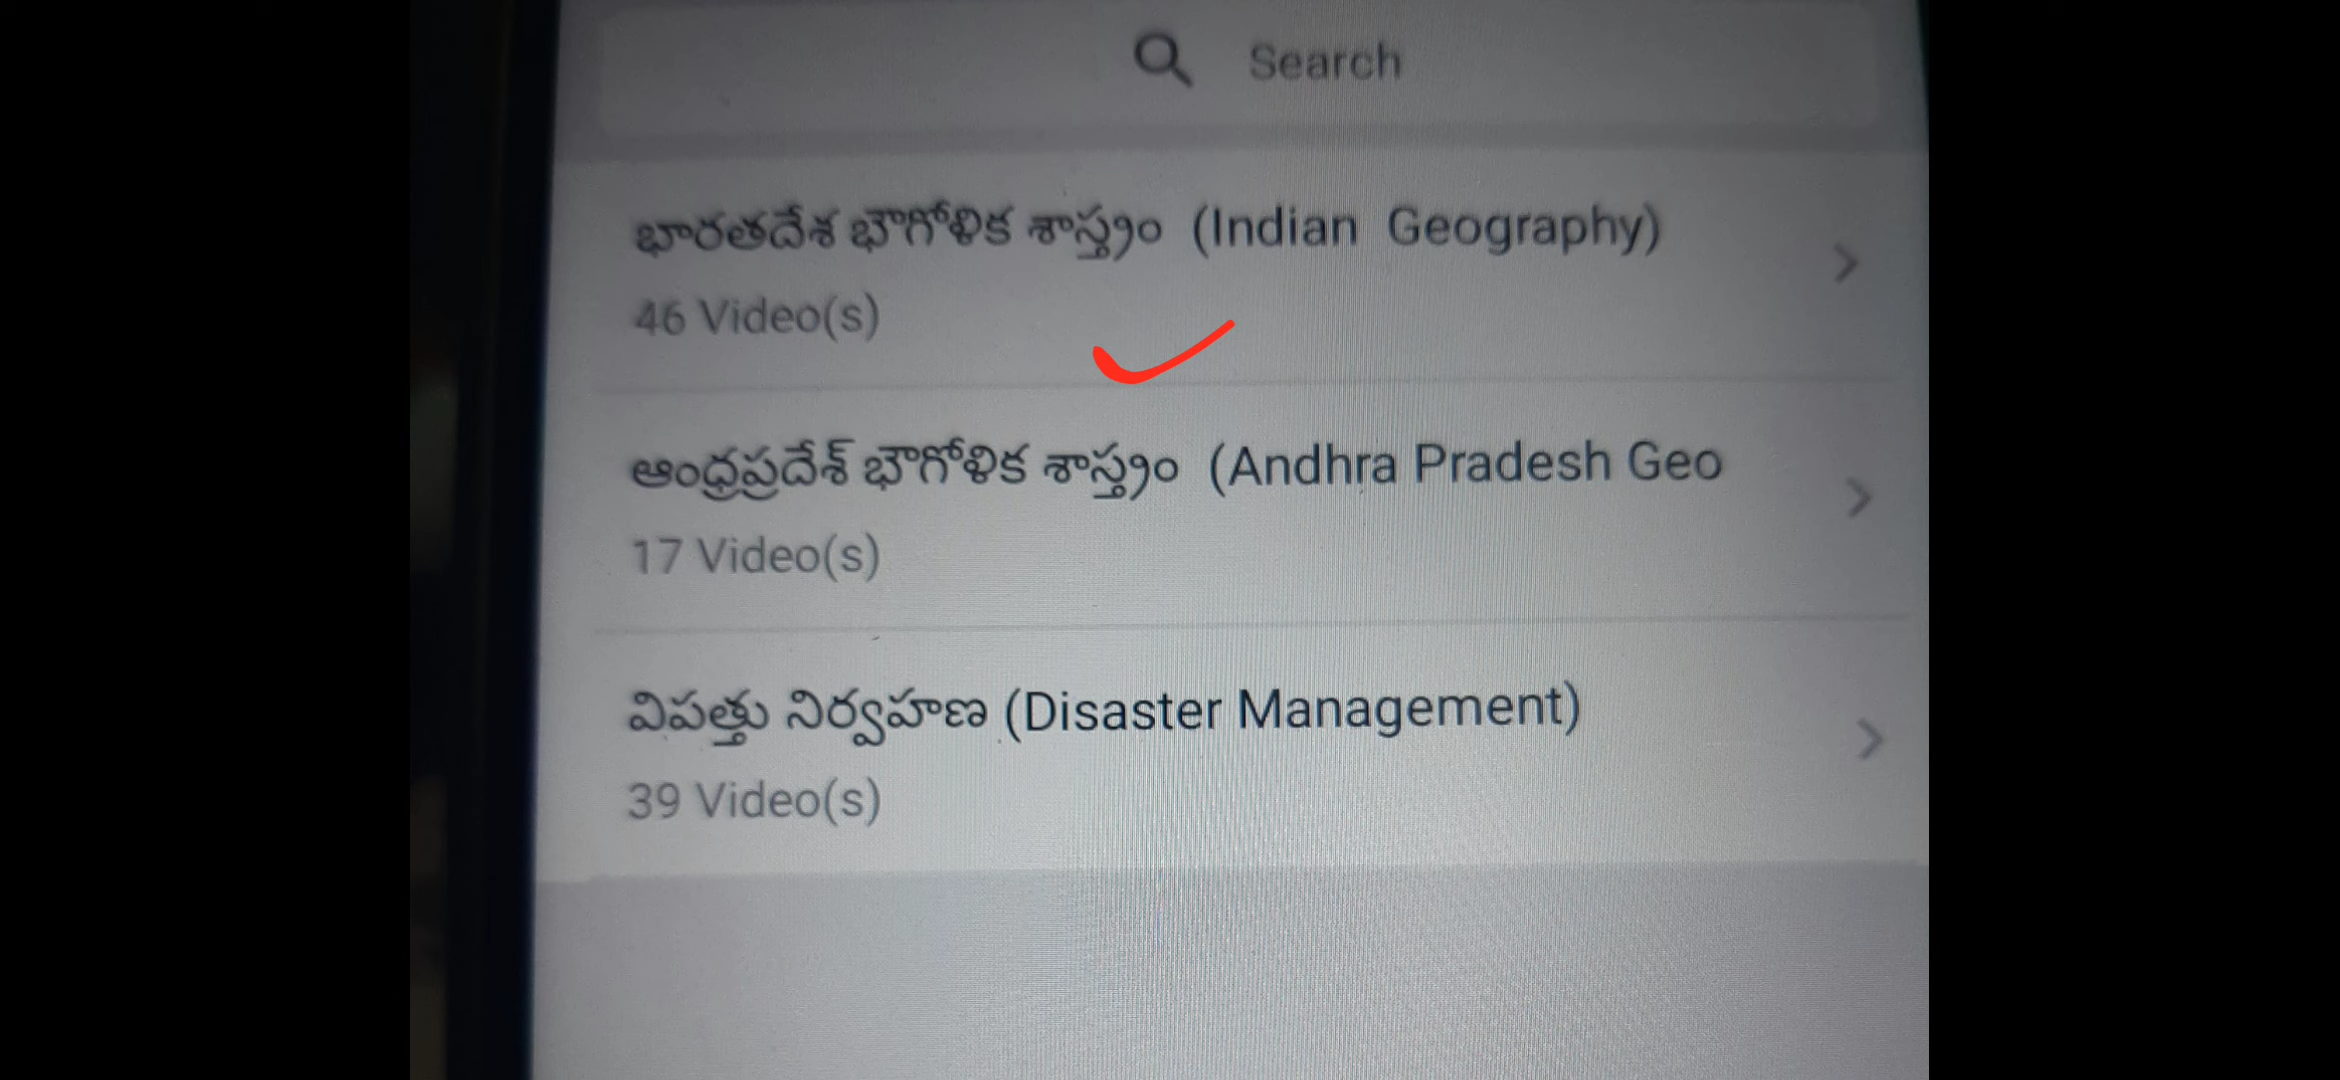 Search
భారతదేశ భౌగోళిక శాస్త్రం (Indian Geography)
46 Video(s)
ఆంధ్రప్రదేశ్ భౌగోళిక శాస్త్రం (Andhra Pradesh Geo
17 Video(s)
విపత్తు నిర్వహణ (Disaster Management)
39 Video(s)